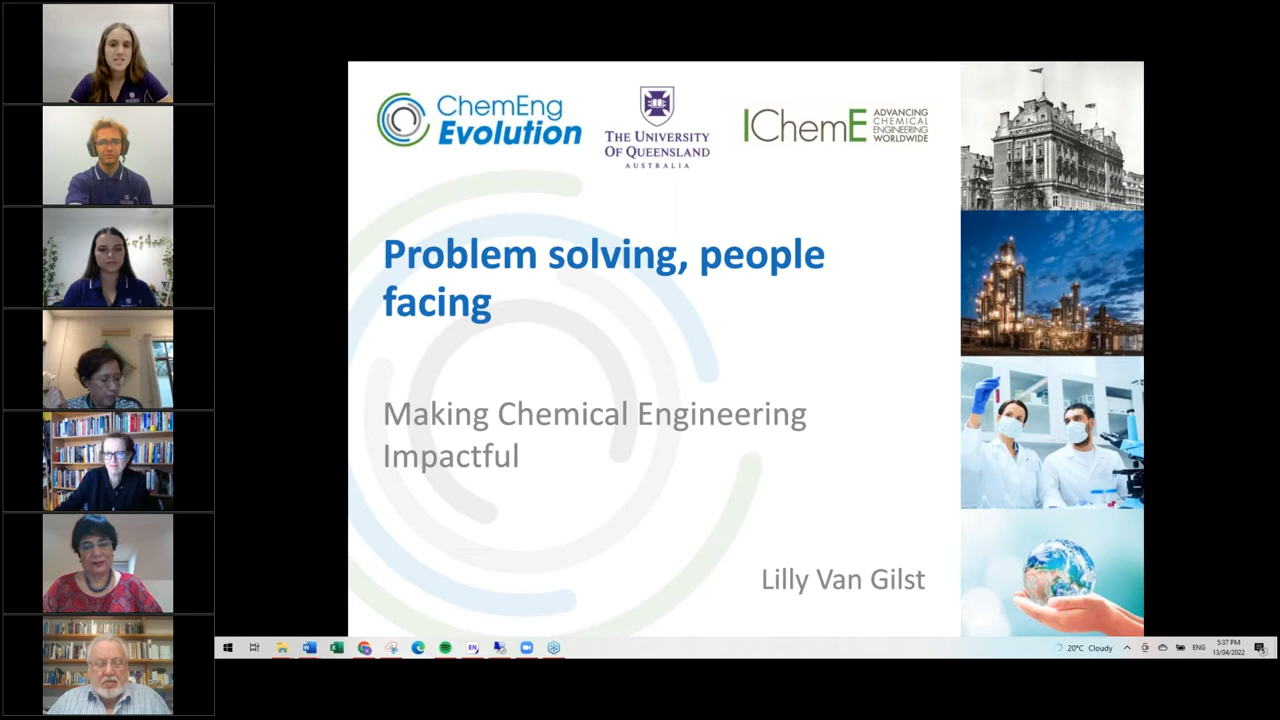 ChemEng
Evolution
THE UNIVERSITY
OF QUEENSLAND
AUSTRALIA
IChemE
ADVANCING
CHEMICAL
ENGINEERING
WORLDWIDE
Problem solving, people
facing
Making Chemical Engineering
Impactful
Lilly Van Gilst
EN
20°C Cloudy
ENG
5:37 PM
13/04/2022